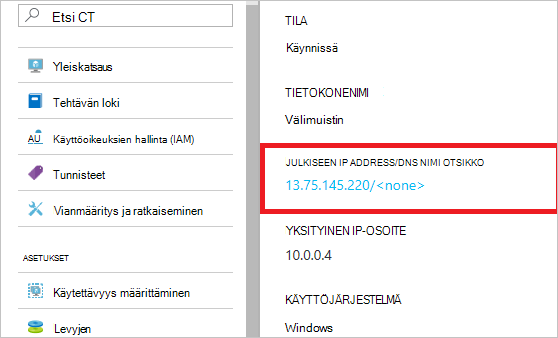 Etsi CT
Yleiskatsaus
Tehtävän loki
Käyttöoikeuksien hallinta (IAM)
Tunnisteet
Vianmääritys ja ratkaiseminen
ASETUKSET
Käytettävyys määrittäminen
Levyjen
TILA
Käynnissä
TIETOKONENIMI
Välimuistin
JULKISEEN IP ADDRESS/DNS NIMI OTSIKKO
13.75.145.220/<none>
YKSITYINEN IP-OSOITE
10.0.0.4
KÄYTTÖJÄRJESTELMÄ
Windows